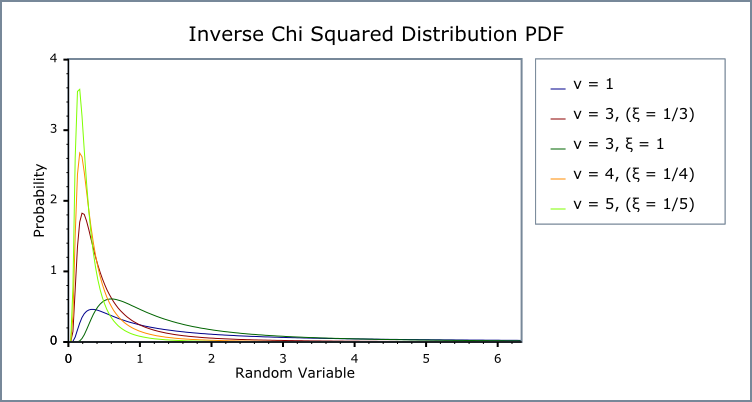 Inverse Chi Squared Distribution PDF
4
3
2
1
0
0
1
2
3
4
5
6
Probability
Random Variable
v = 1
v = 3, (ξ = 1/3)
v = 3, ξ = 1
v = 4, (ξ = 1/4)
v = 5, (ξ = 1/5)